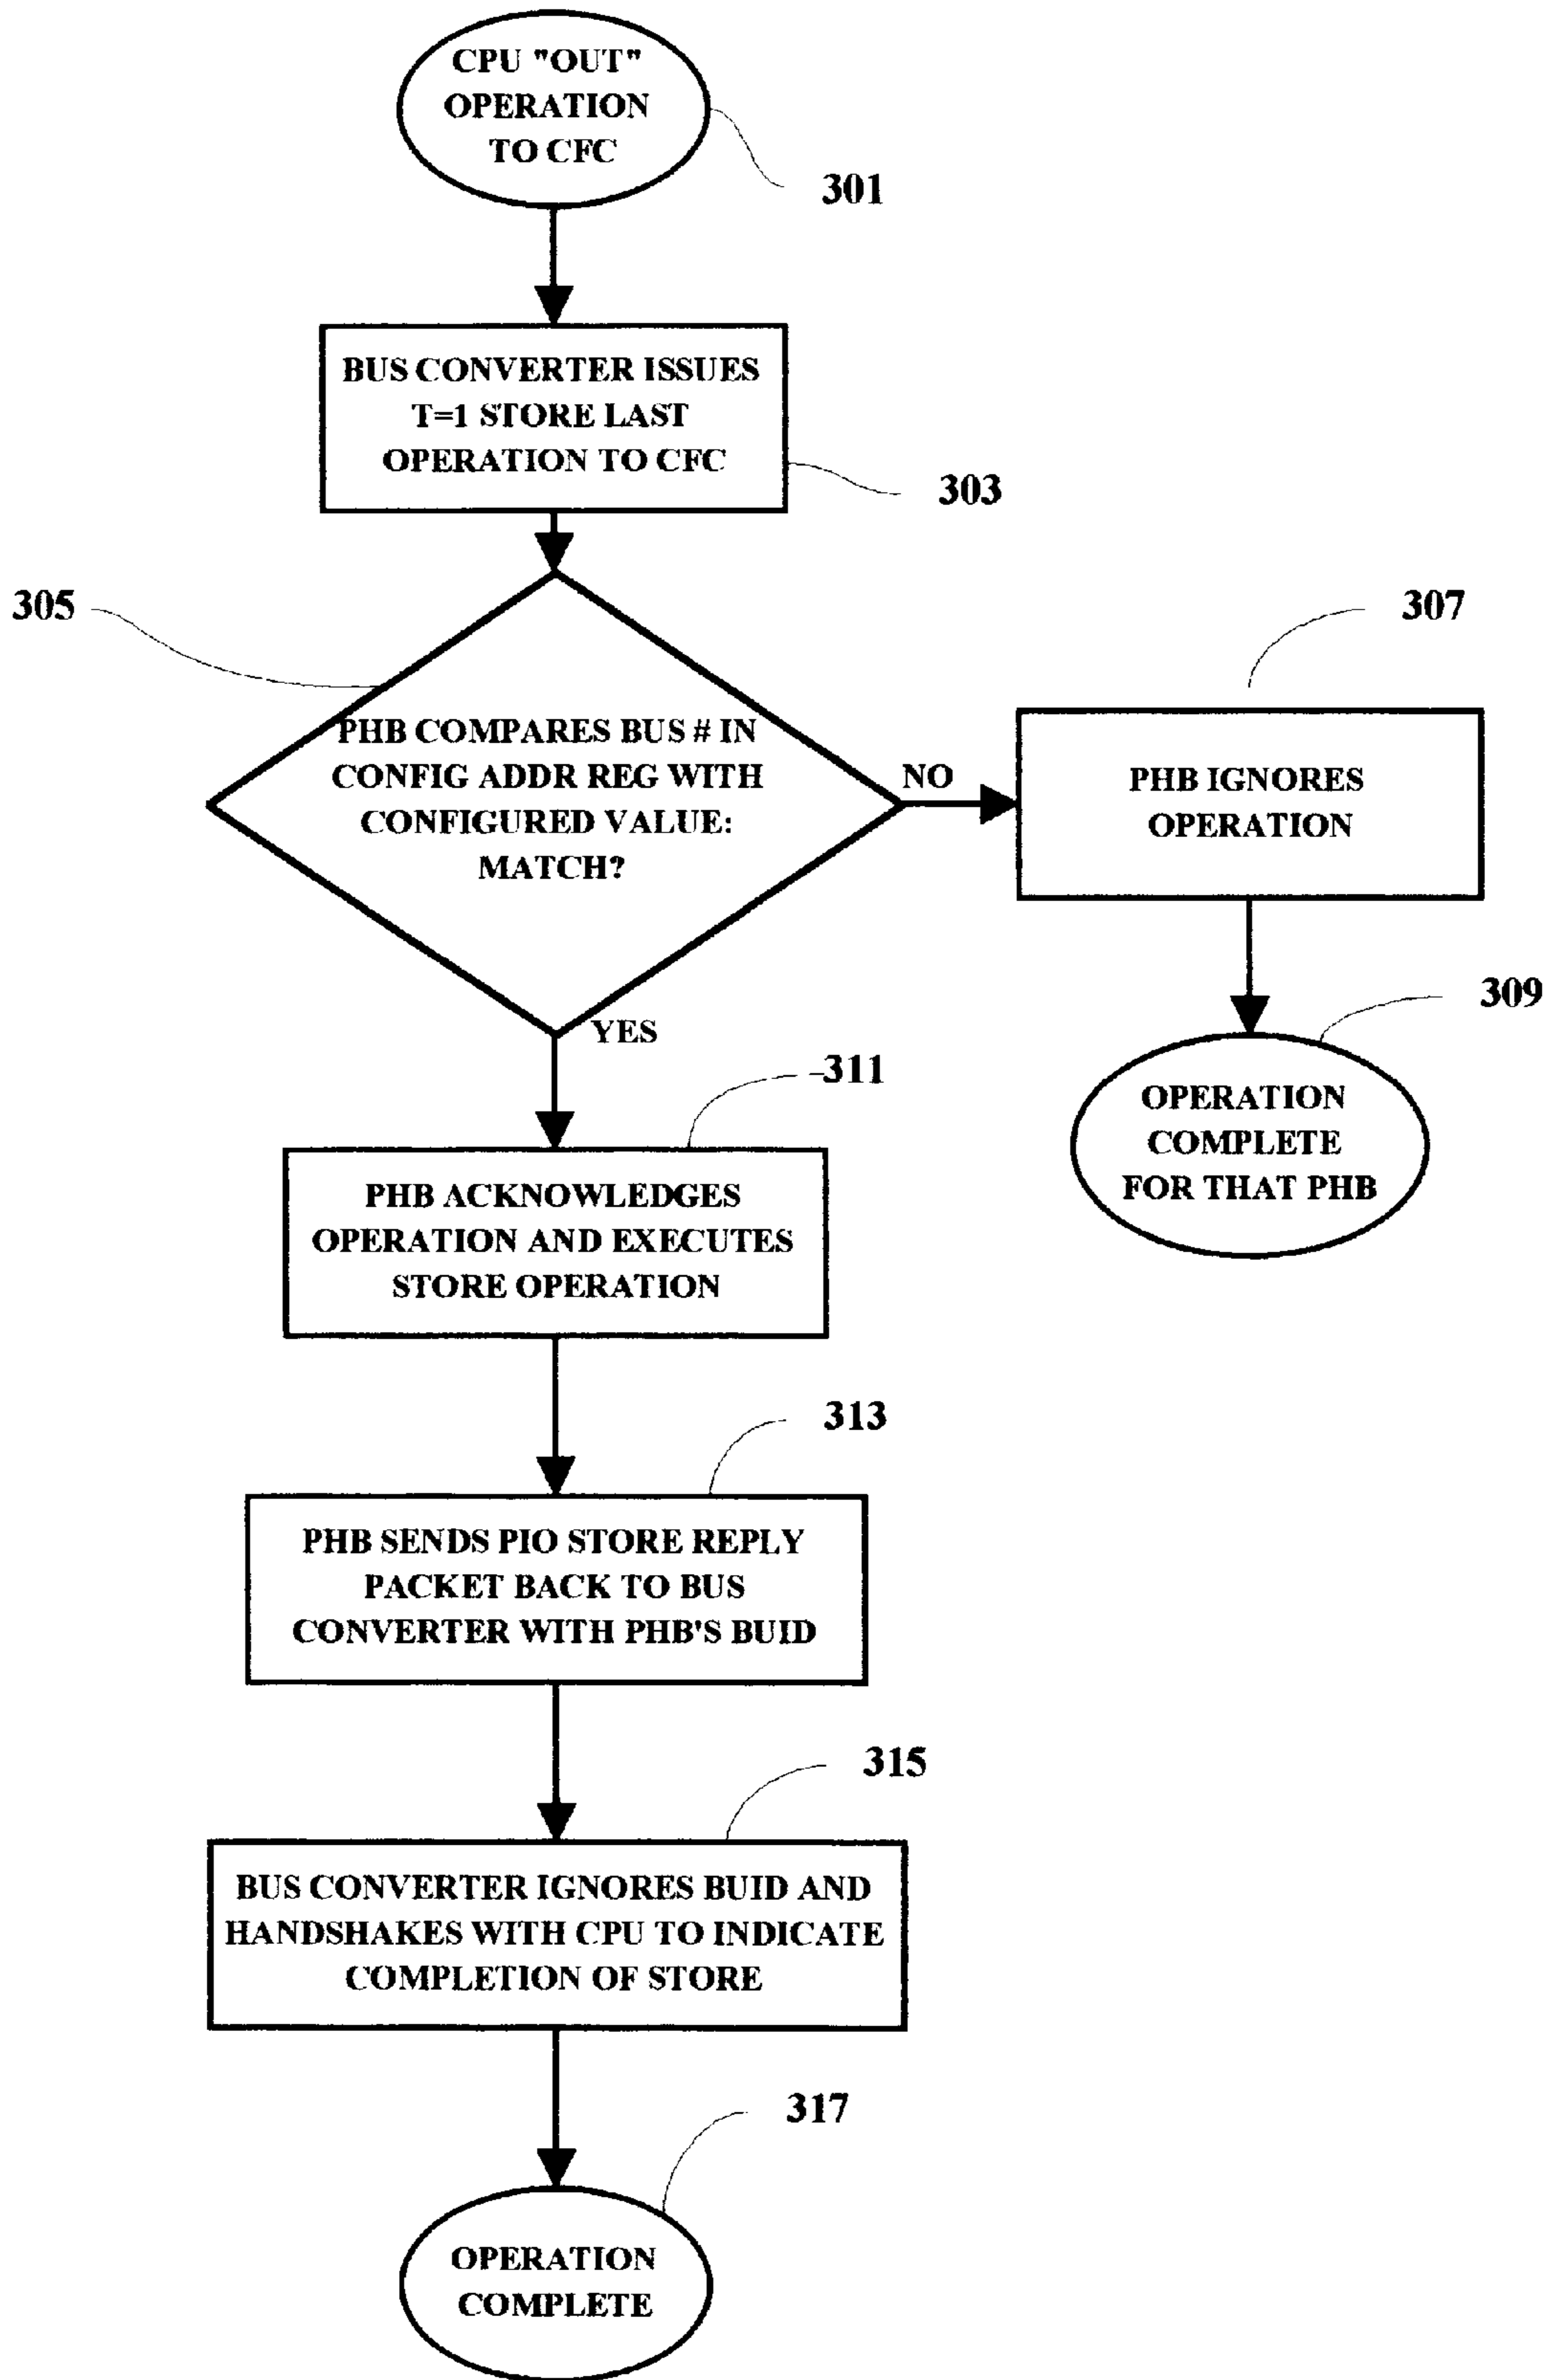 CPU "OUT"
OPERATION
TO CFC
301
BUS CONVERTER ISSUES
T=1 STORE LAST
OPERATION TO CFC
303
305
PHB COMPARES BUS # IN
CONFIG ADDR REG WITH
CONFIGURED VALUE:
MATCH?
NO
307
PHB IGNORES
OPERATION
309
OPERATION
COMPLETE
FOR THAT PHB
YES
311
PHB ACKNOWLEDGES
OPERATION AND EXECUTES
STORE OPERATION
313
PHB SENDS PIO STORE REPLY
PACKET BACK TO BUS
CONVERTER WITH PHB'S BUID
315
BUS CONVERTER IGNORES BUID AND
HANDSHAKES WITH CPU TO INDICATE
COMPLETION OF STORE
317
OPERATION
COMPLETE